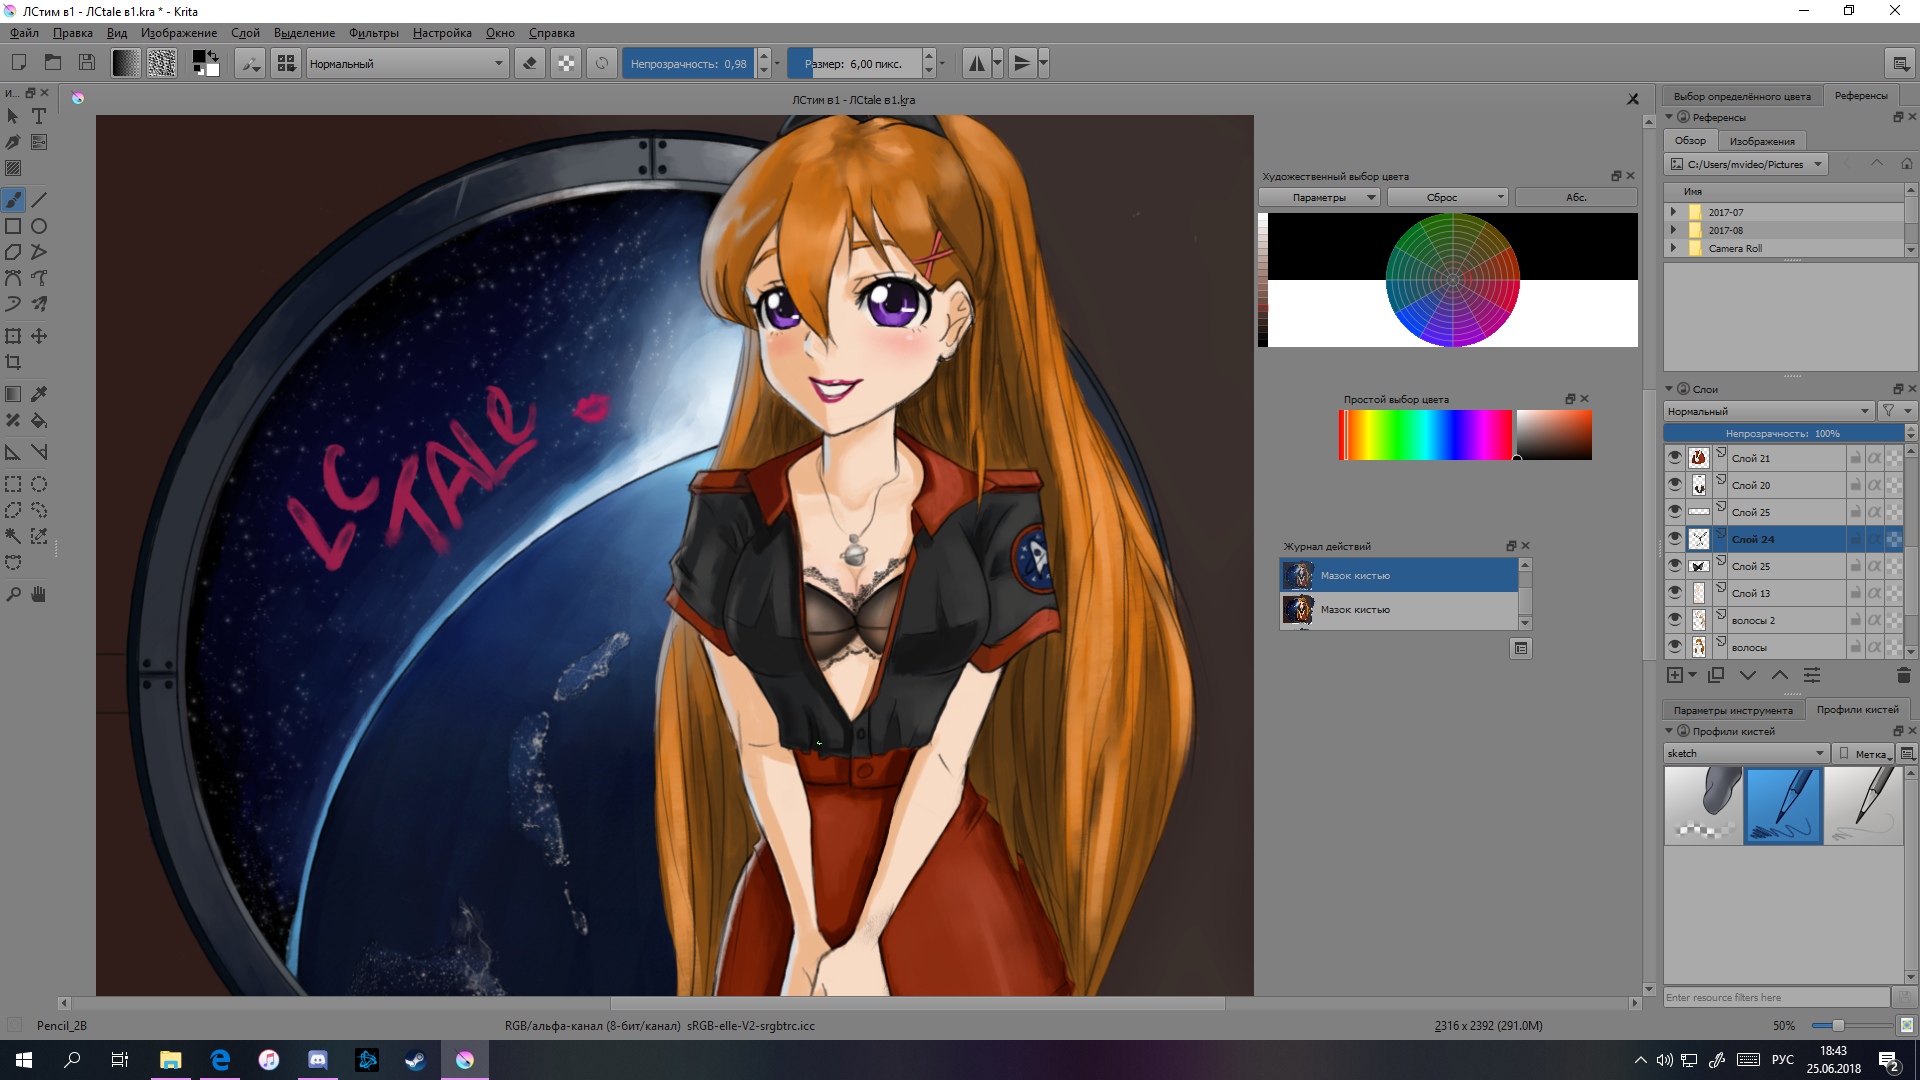 ЛСтим в1 - ЛСtale в1.kra * - Krita
Файл Правка Вид Изображение Слой Выделение Фильтры Настройка Окно Справка
Нормальный
Непрозрачность: 0,98
Размер: 6,00 пикс.
И...
ЛСтим в1 - ЛСtale в1.kra
LC
TALE
Художественный выбор цвета
Параметры
Сброс
Абс.
Простой выбор цвета
Журнал действий
Мазок кистью
Мазок кистью
Выбор определённого цвета
Референсы
Референсы
Обзор
Изображения
C:/Users/mvideo/Pictures
Имя
2017-07
2017-08
Camera Roll
Слои
Нормальный
Непрозрачность: 100%
Слой 21
Слой 20
Слой 25
Слой 24
Слой 25
Слой 13
волосы 2
волосы
Параметры инструмента
Профили кистей
Профили кистей
sketch
Метка
Enter resource filters here
Pencil_2B
RGB/альфа-канал (8-бит/канал) sRGB-elle-V2-srgbtrc.icc
2316 x 2392 (291.0M)
50%
РУС
18:43
25.06.2018
2